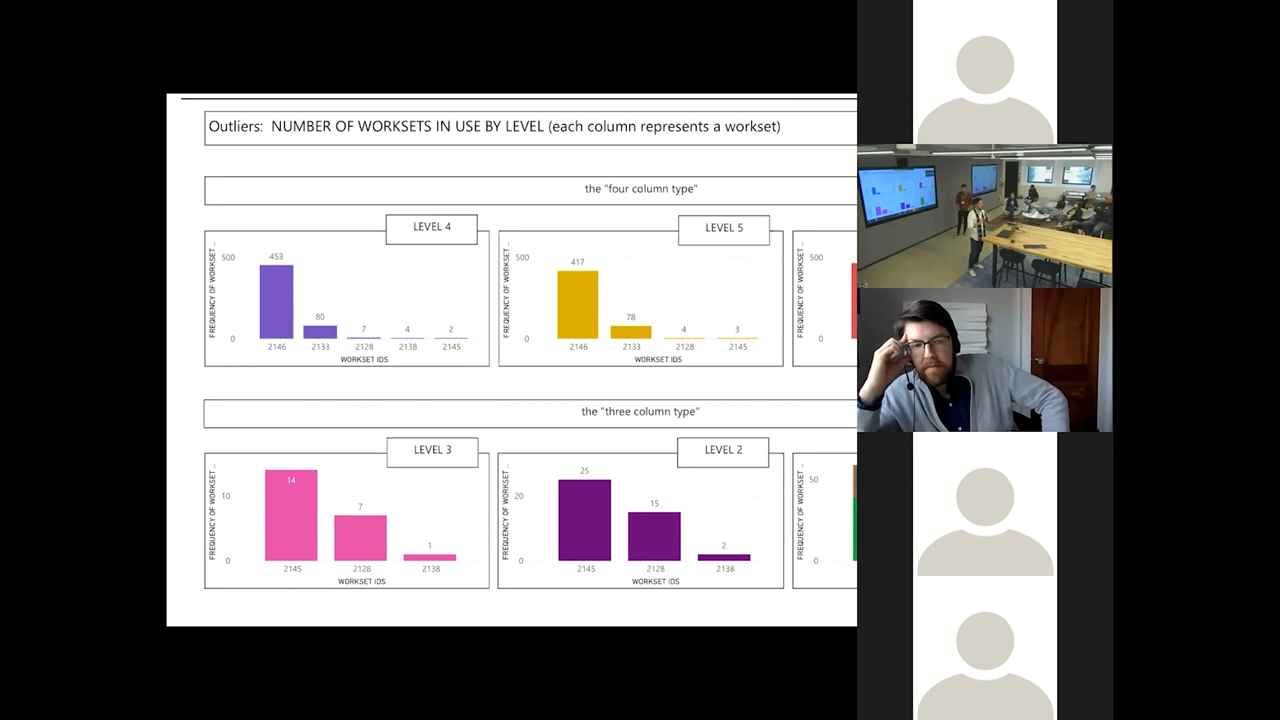 Outliers: NUMBER OF WORKSETS IN USE BY LEVEL (each column represents a workset)
the "four column type"
LEVEL 4
FREQUENCY OF WORKSET ...
500
0
453
80
7
4
2
2146 2133 2128 2138 2145
WORKSET IDS
LEVEL 5
FREQUENCY OF WORKSET ...
500
0
417
78
4
3
2146 2133 2128 2145
WORKSET IDS
500
0
the "three column type"
LEVEL 3
FREQUENCY OF WORKSET ...
10
0
14
7
1
2145 2128 2138
WORKSET IDS
LEVEL 2
FREQUENCY OF WORKSET ...
20
0
25
15
2
2145 2128 2138
WORKSET IDS
50
0